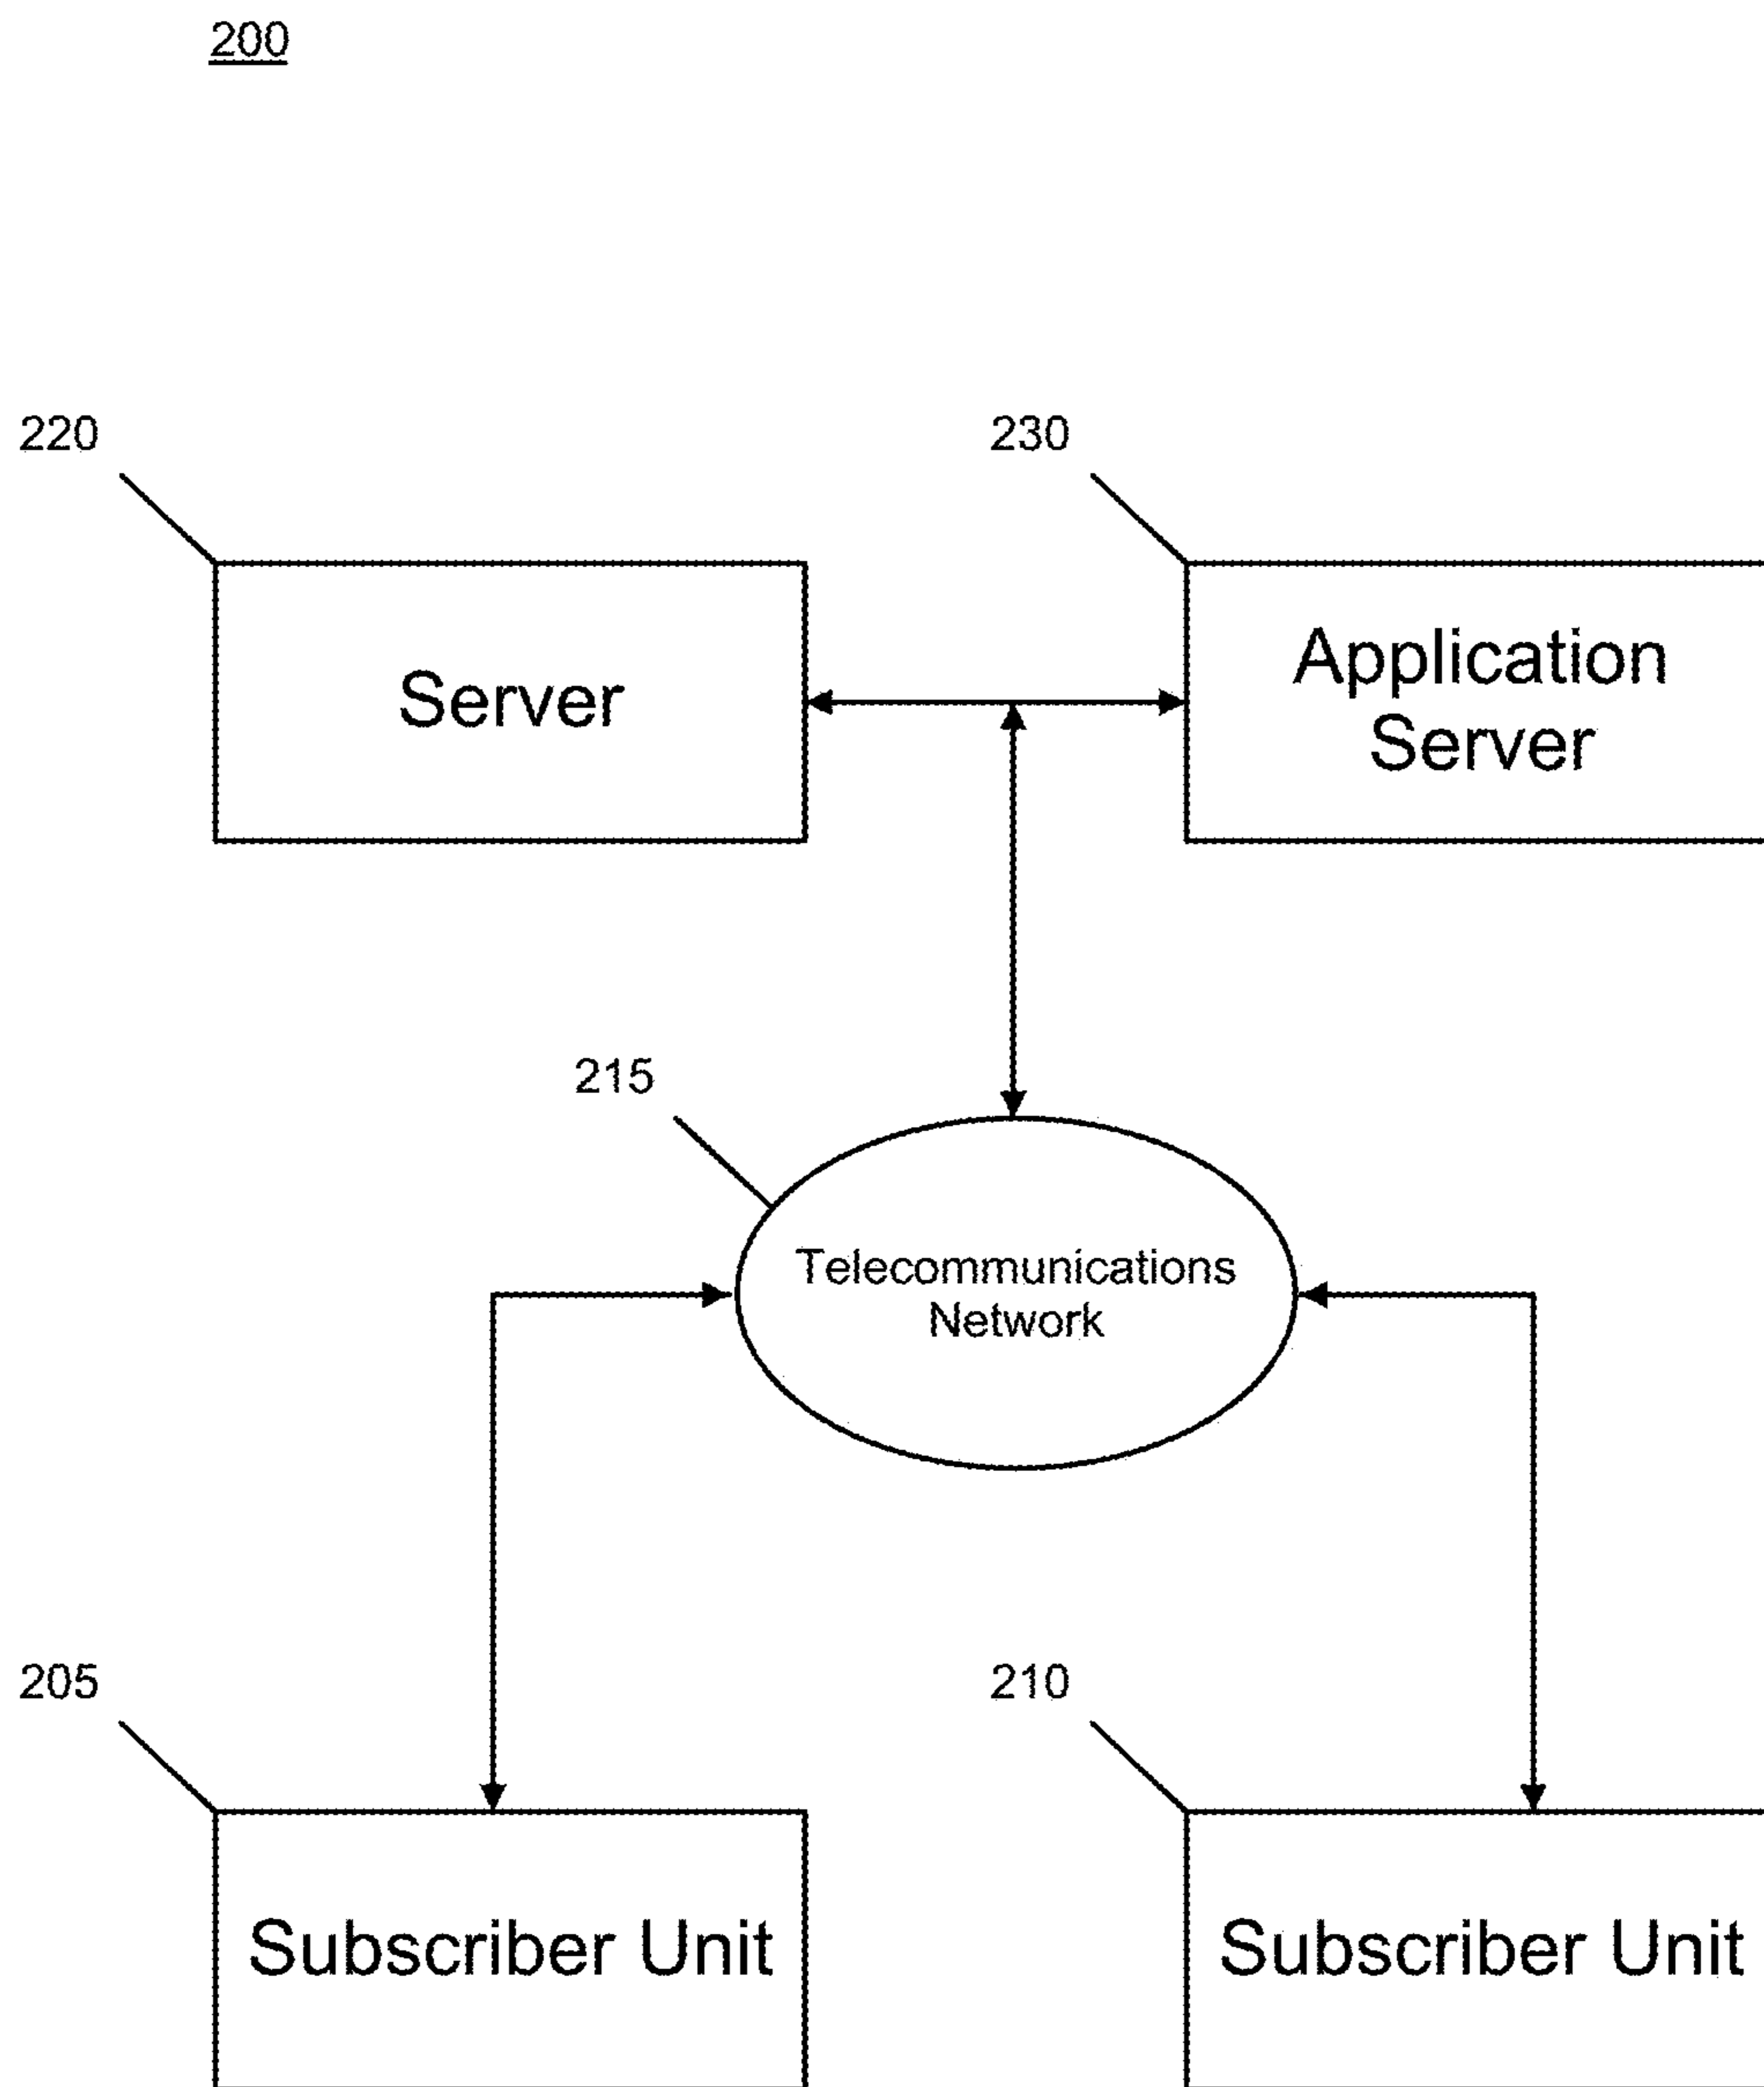 200
220
230
Server
Application
Server
215
Telecommunications
Network
205
210
Subscriber Unit
Subscriber Unit